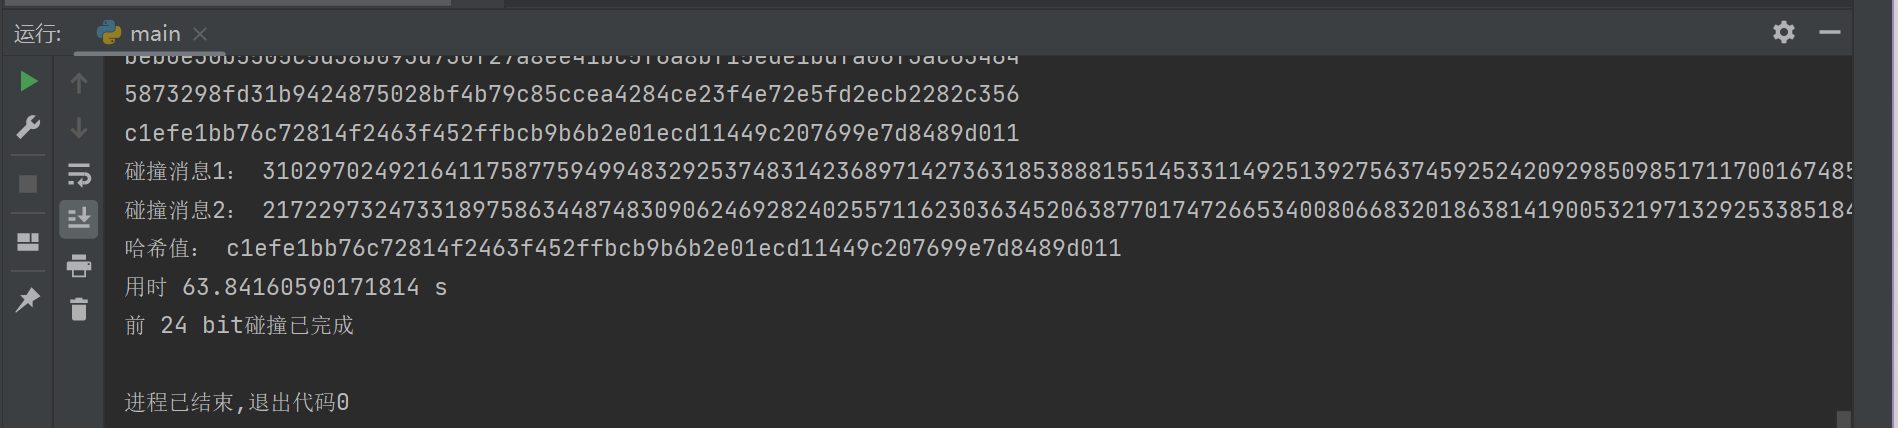 运行: main
5873298fd31b9424875028bf4b79c85ccea4284ce23f4e72e5fd2ecb2282c356
c1efe1bb76c72814f2463f452ffbcb9b6b2e01ecd11449c207699e7d8489d011
碰撞消息1: 310297024921641175877594994832925374831423689714273631853888155145331149251392756374592524209298509851711700167485
碰撞消息2: 217229732473318975863448748309062469282402557116230363452063877017472665340080668320186381419005321971329253385184
哈希值: c1efe1bb76c72814f2463f452ffbcb9b6b2e01ecd11449c207699e7d8489d011
用时 63.84160590171814 s
前 24 bit碰撞已完成
进程已结束,退出代码0